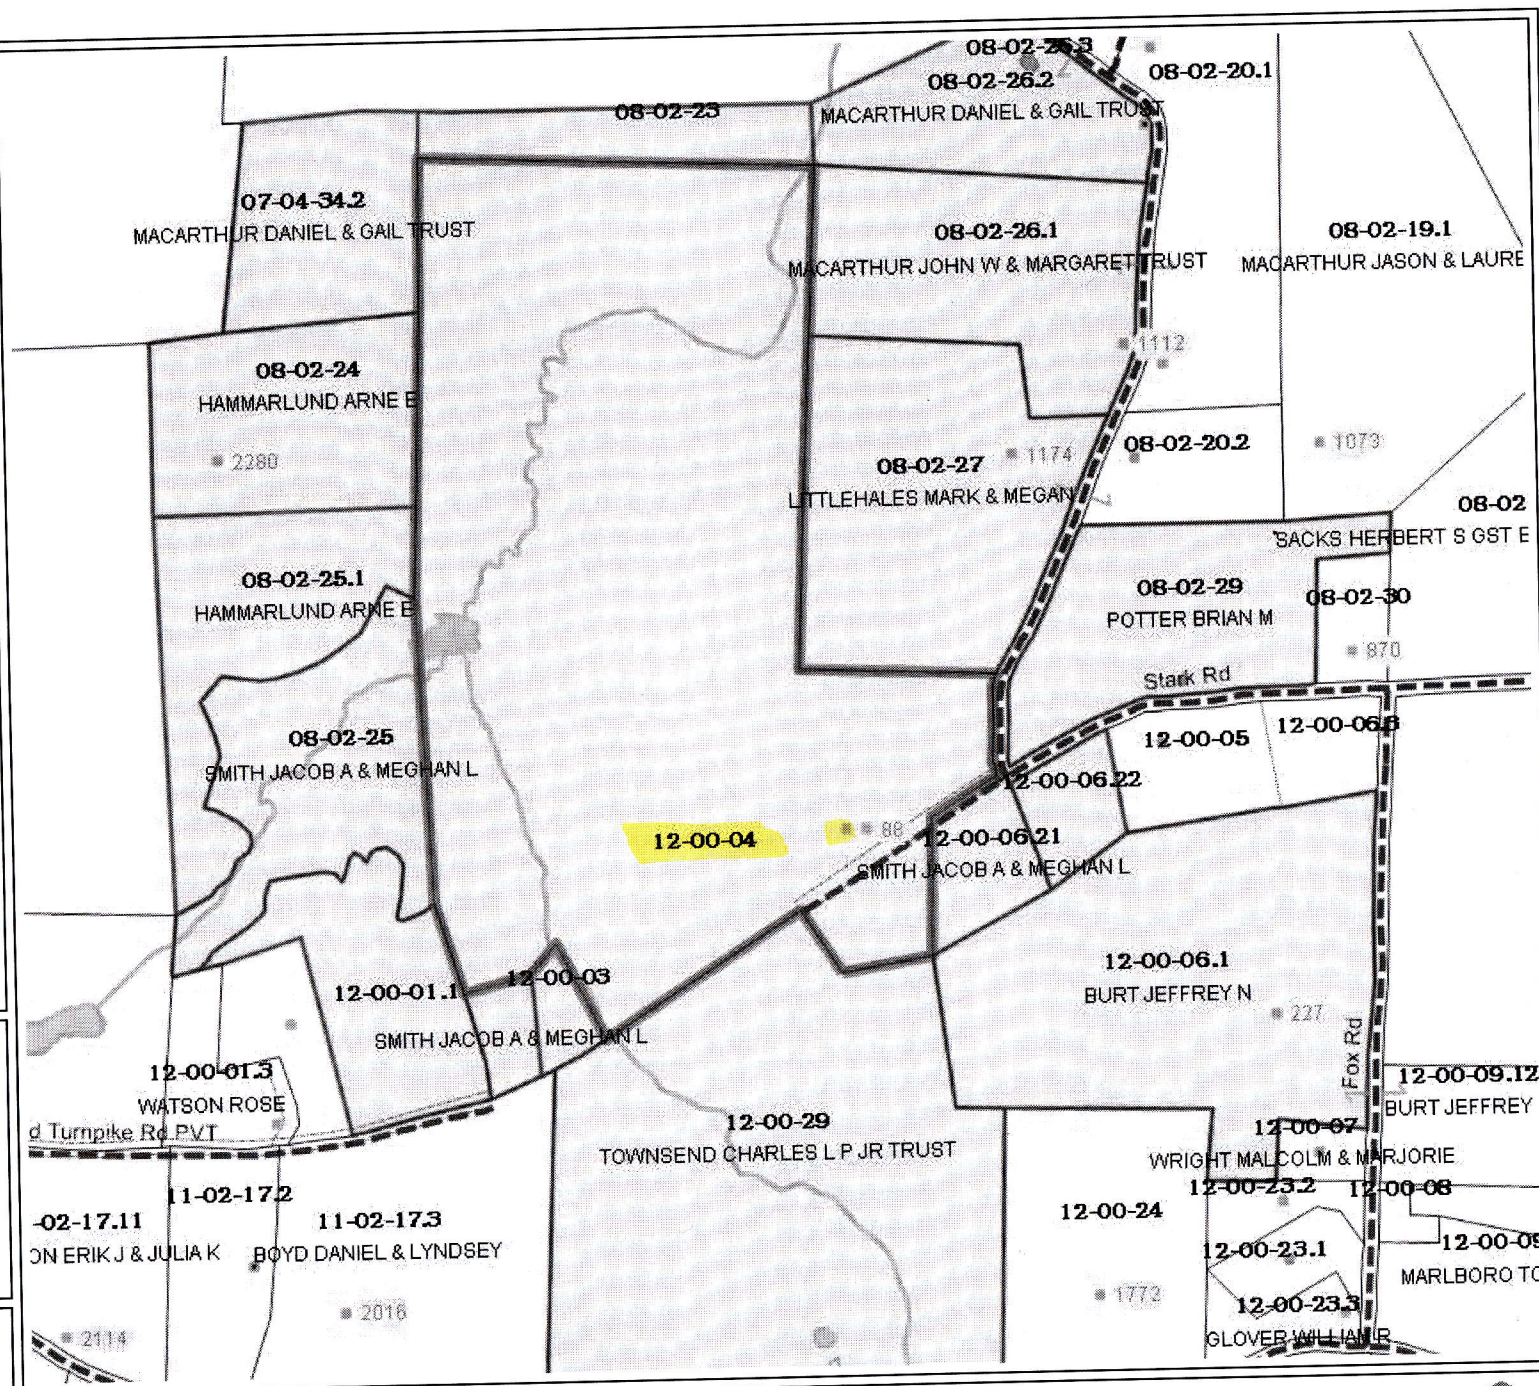 08-02-26.3
08-02-20.1
08-02-26.2
MACARTHUR DANIEL & GAIL TRUST
08-02-23
07-04-34.2
MACARTHUR DANIEL & GAIL TRUST
08-02-26.1
MACARTHUR JOHN W & MARGARET TRUST
08-02-19.1
MACARTHUR JASON & LAURE
1112
08-02-24
HAMMARLUND ARNE E
2280
08-02-27
LITTLEHALES MARK & MEGAN
1174
08-02-20.2
1073
08-02
SACKS HERBERT S GST E
08-02-25.1
HAMMARLUND ARNE E
08-02-29
POTTER BRIAN M
08-02-30
870
Stark Rd
08-02-25
SMITH JACOB A & MEGHAN L
12-00-05
12-00-06.22
12-00-04
88
12-00-06.21
SMITH JACOB A & MEGHAN L
12-00-03
12-00-01.1
SMITH JACOB A & MEGHAN L
12-00-06.1
BURT JEFFREY N
227
Fox Rd
12-00-01.3
WATSON ROSE
d Turnpike Rd PVT
12-00-09.12
BURT JEFFREY
12-00-29
TOWNSEND CHARLES L P JR TRUST
12-00-07
WRIGHT MALCOLM & MARJORIE
12-00-23.2
12-00-08
11-02-17.2
-02-17.11
ON ERIK J & JULIA K
11-02-17.3
BOYD DANIEL & LYNDSEY
12-00-24
12-00-23.1
12-00-09
MARLBORO TO
1772
12-00-23.3
GLOVER WILLIAM R
2016
2114